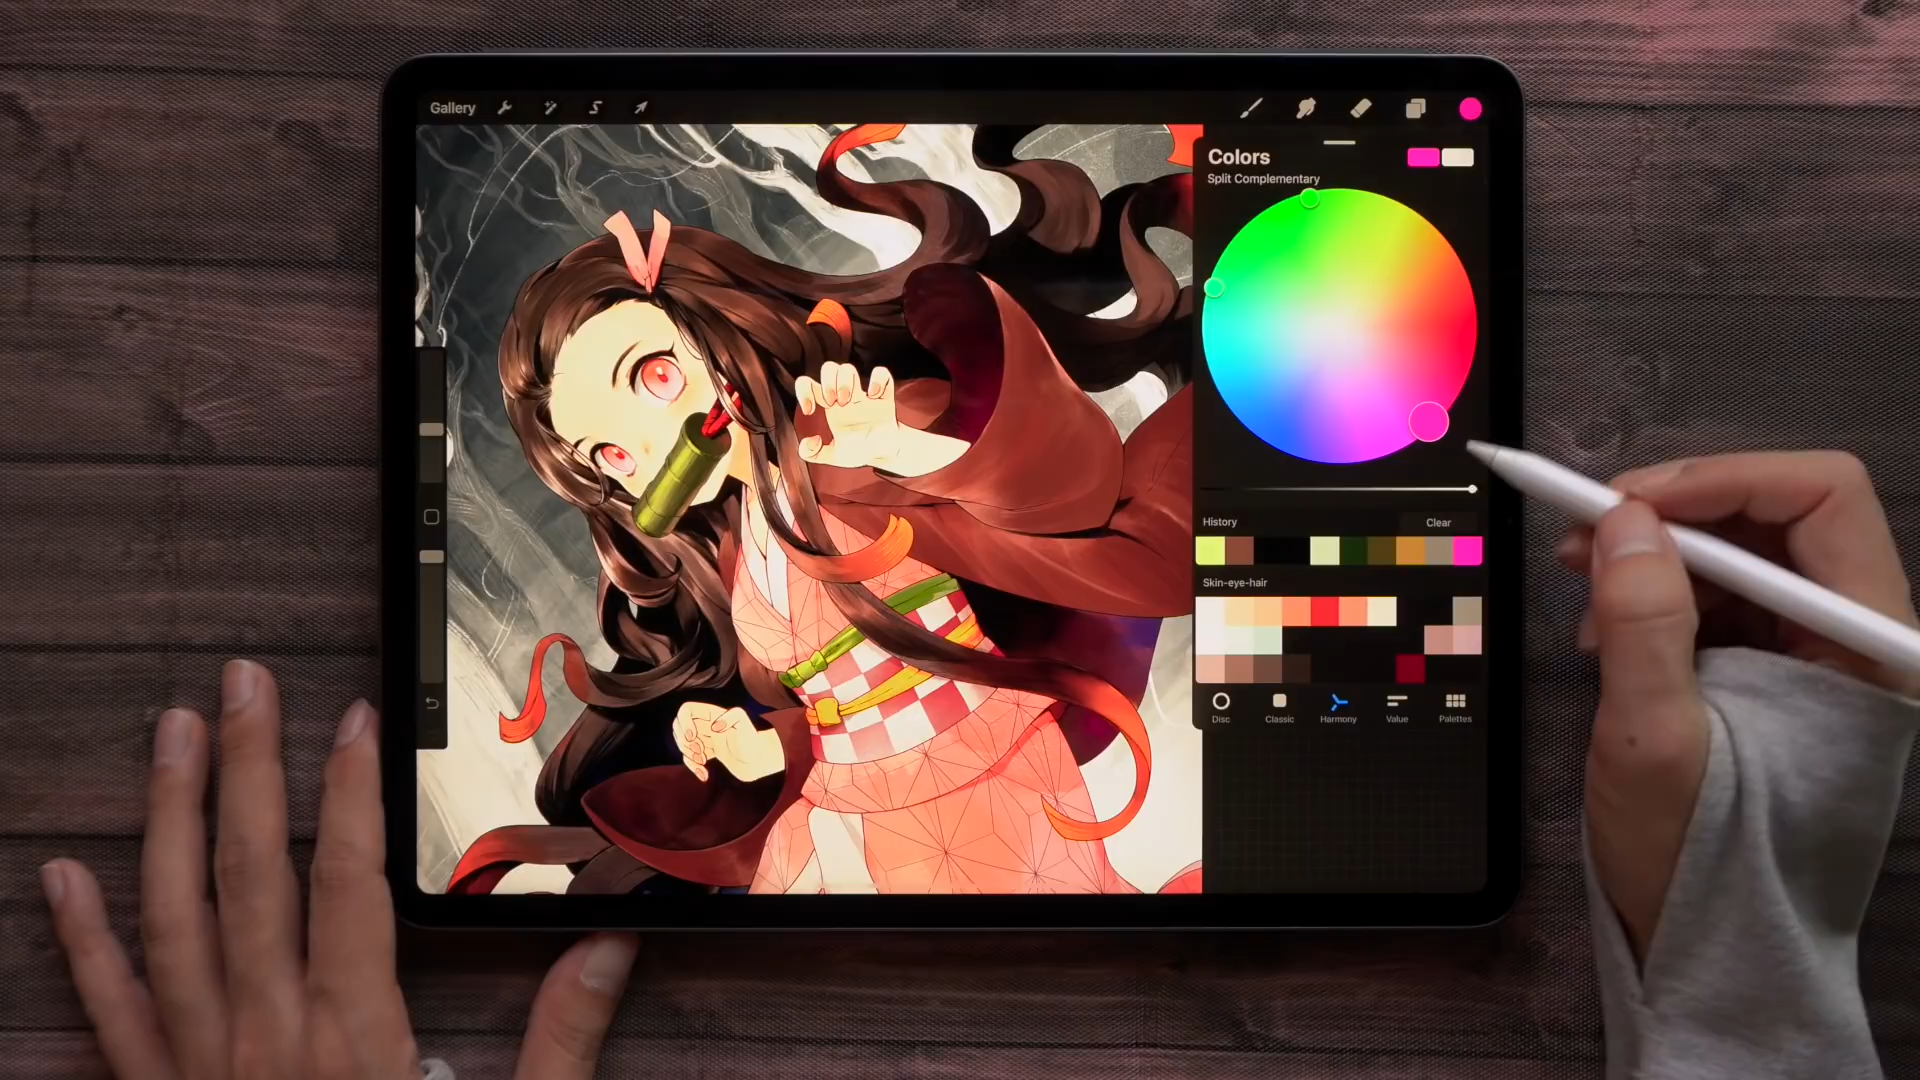 Gallery
Colors
Split Complementary
History
Clear
Skin-eye-hair
Disc
Classic
Harmony
Value
Palettes